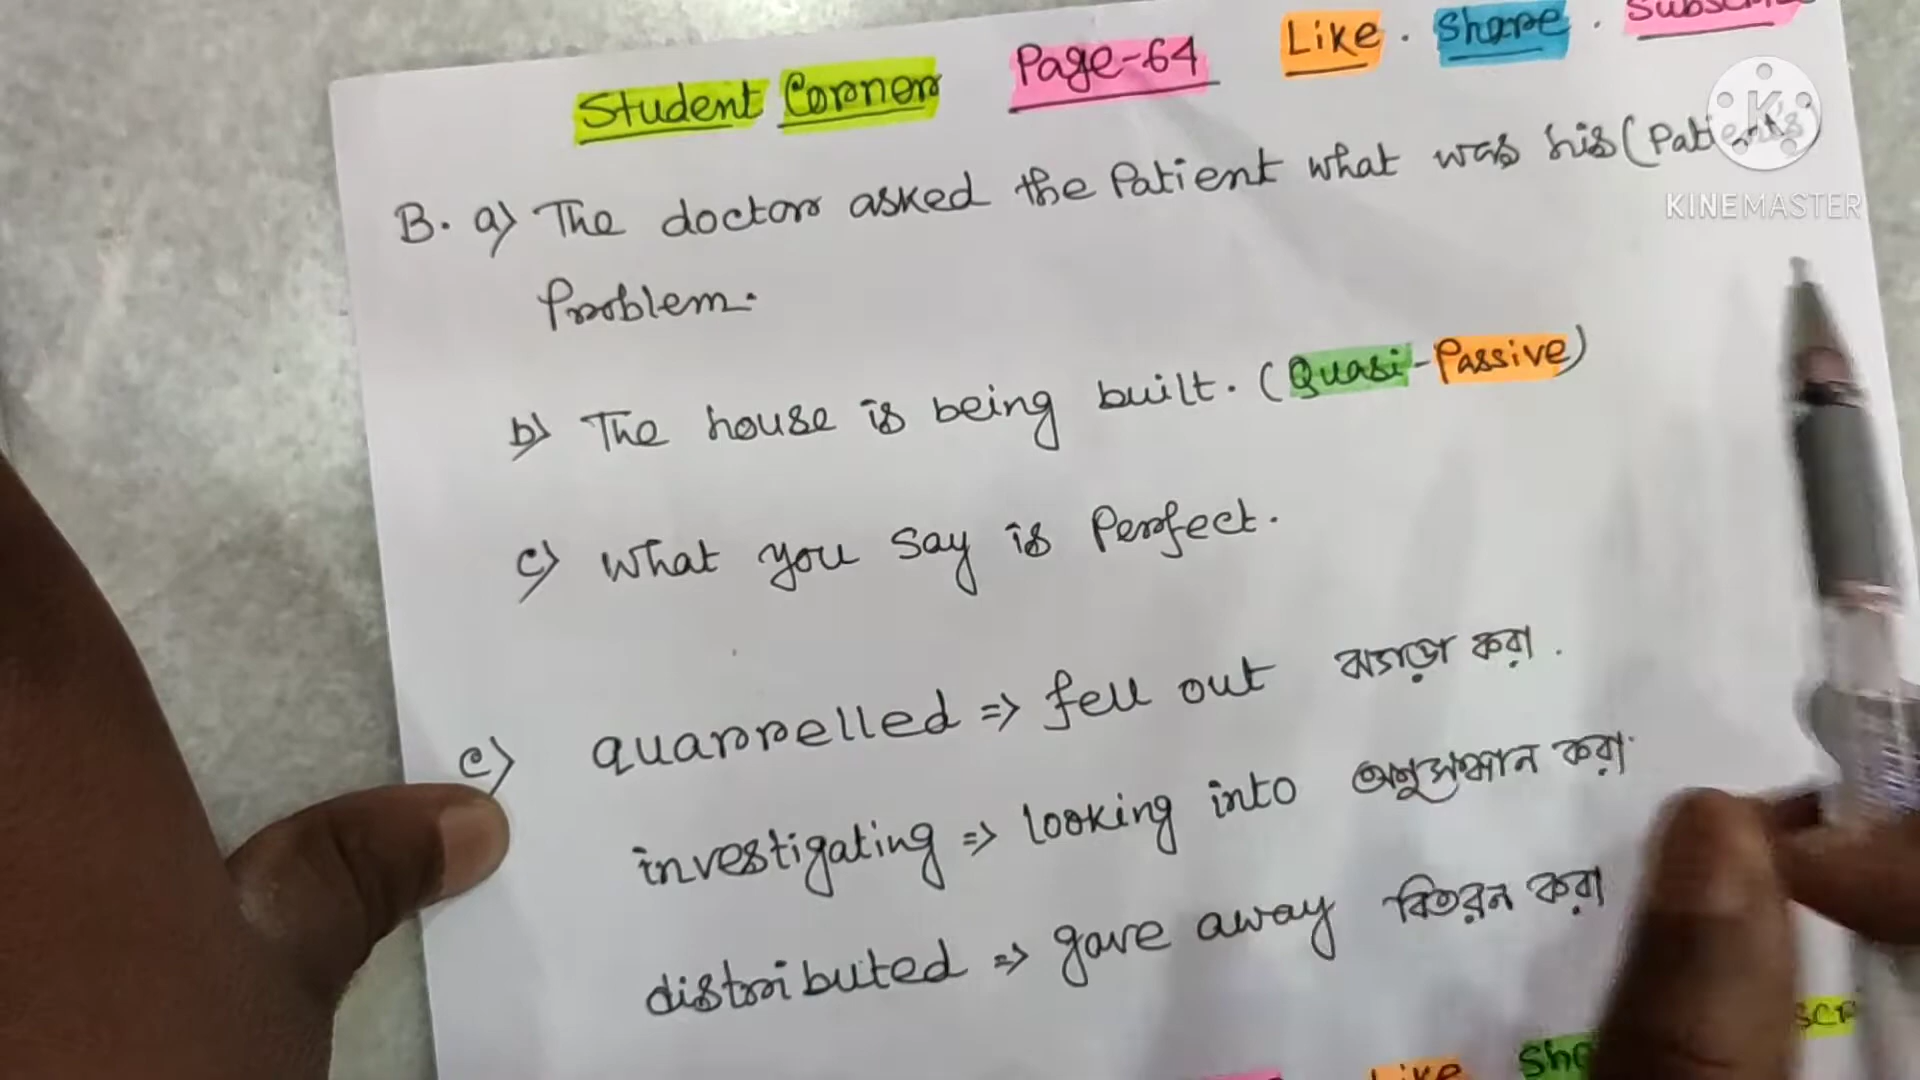 Student Corner Page-64 Like . Share .
B. a) The doctor asked the Patient what was his (Patient's)
Problem.
b) The house is being built. (Quasi-Passive)
c) What you say is Perfect.
c) quarrelled => fell out ঝগড়া করা .
investigating => looking into অনুসন্ধান করা
distributed => gave away বিতরন করা
KINEMASTER
Like